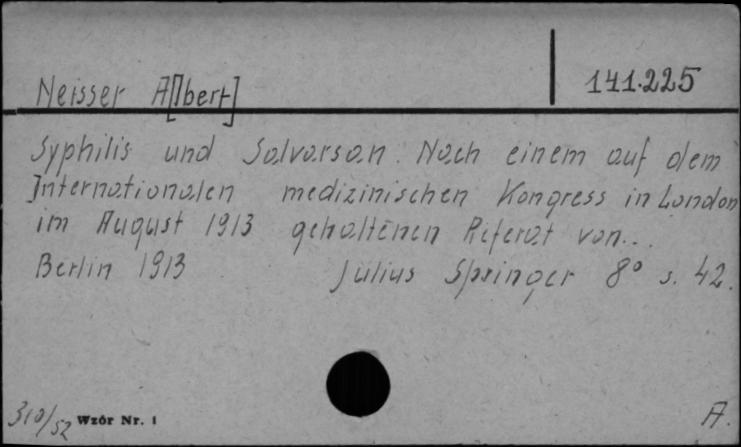 141.225
Neisser A[lbert]
Syphilis und Salvarsan. Nach einem auf dem
Internationalen medizinischen Kongress in London
im August 1913 gehaltenen Referat von...
Berlin 1913 Julius Springer 8° s. 42.
310/52 Wzór Nr. 1 A.